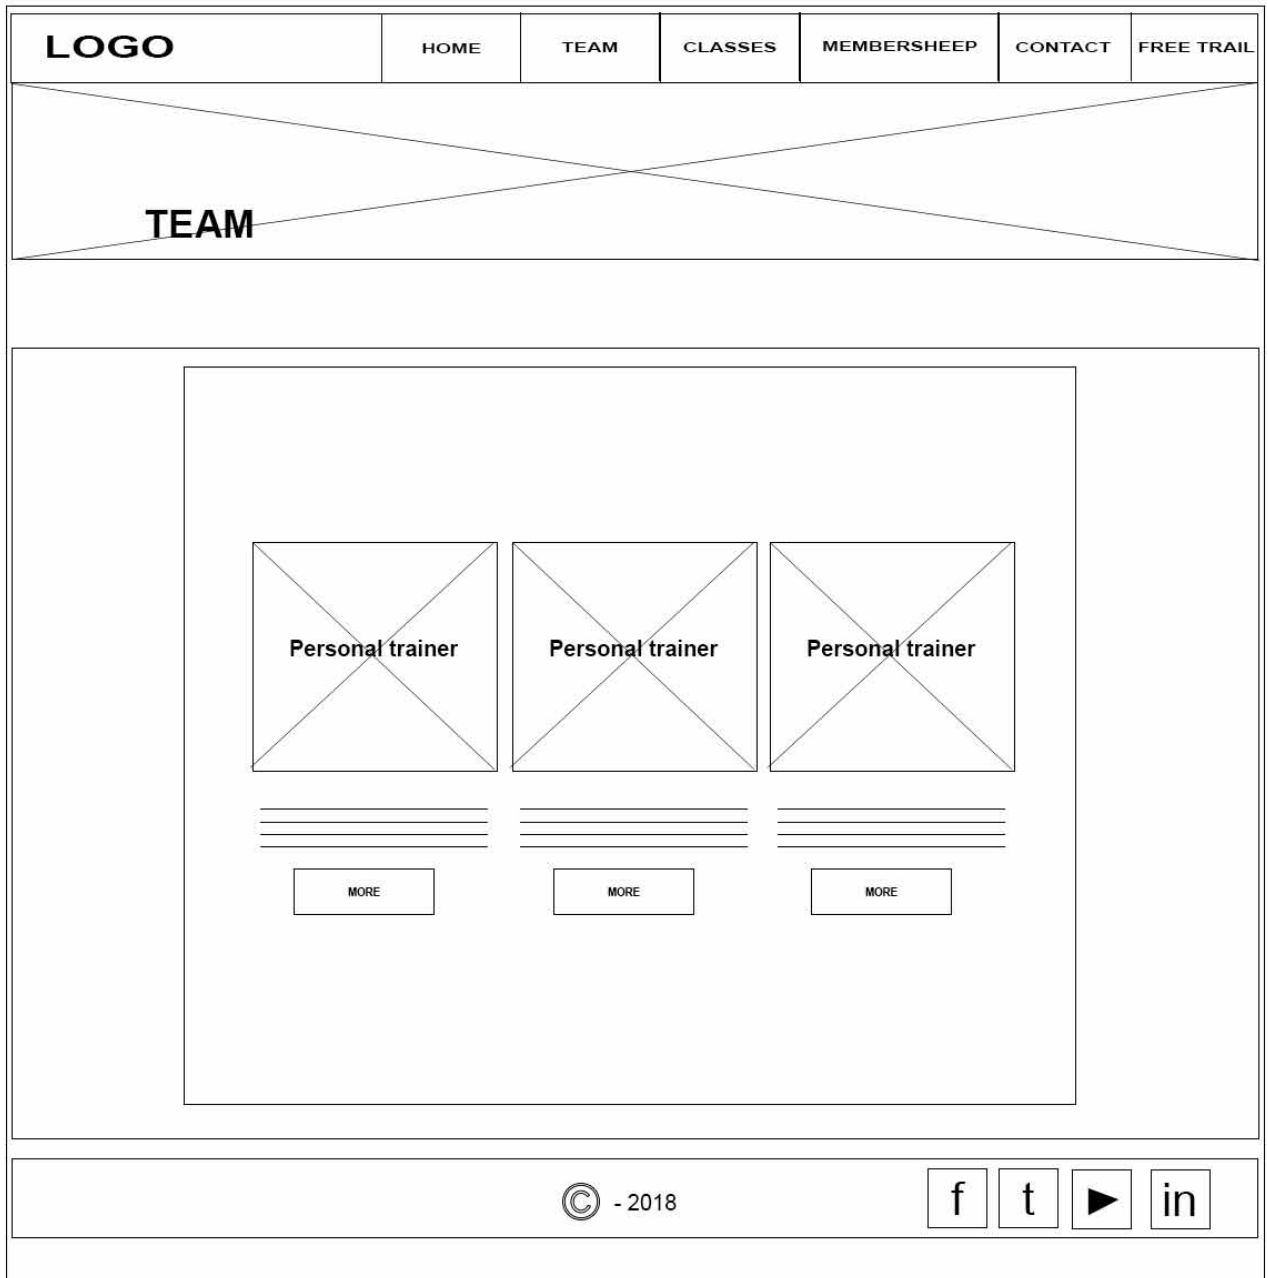 LOGO HOME TEAM CLASSES MEMBERSHEEP CONTACT FREE TRAIL
TEAM
Personal trainer Personal trainer Personal trainer
MORE MORE MORE
© - 2018 f t in